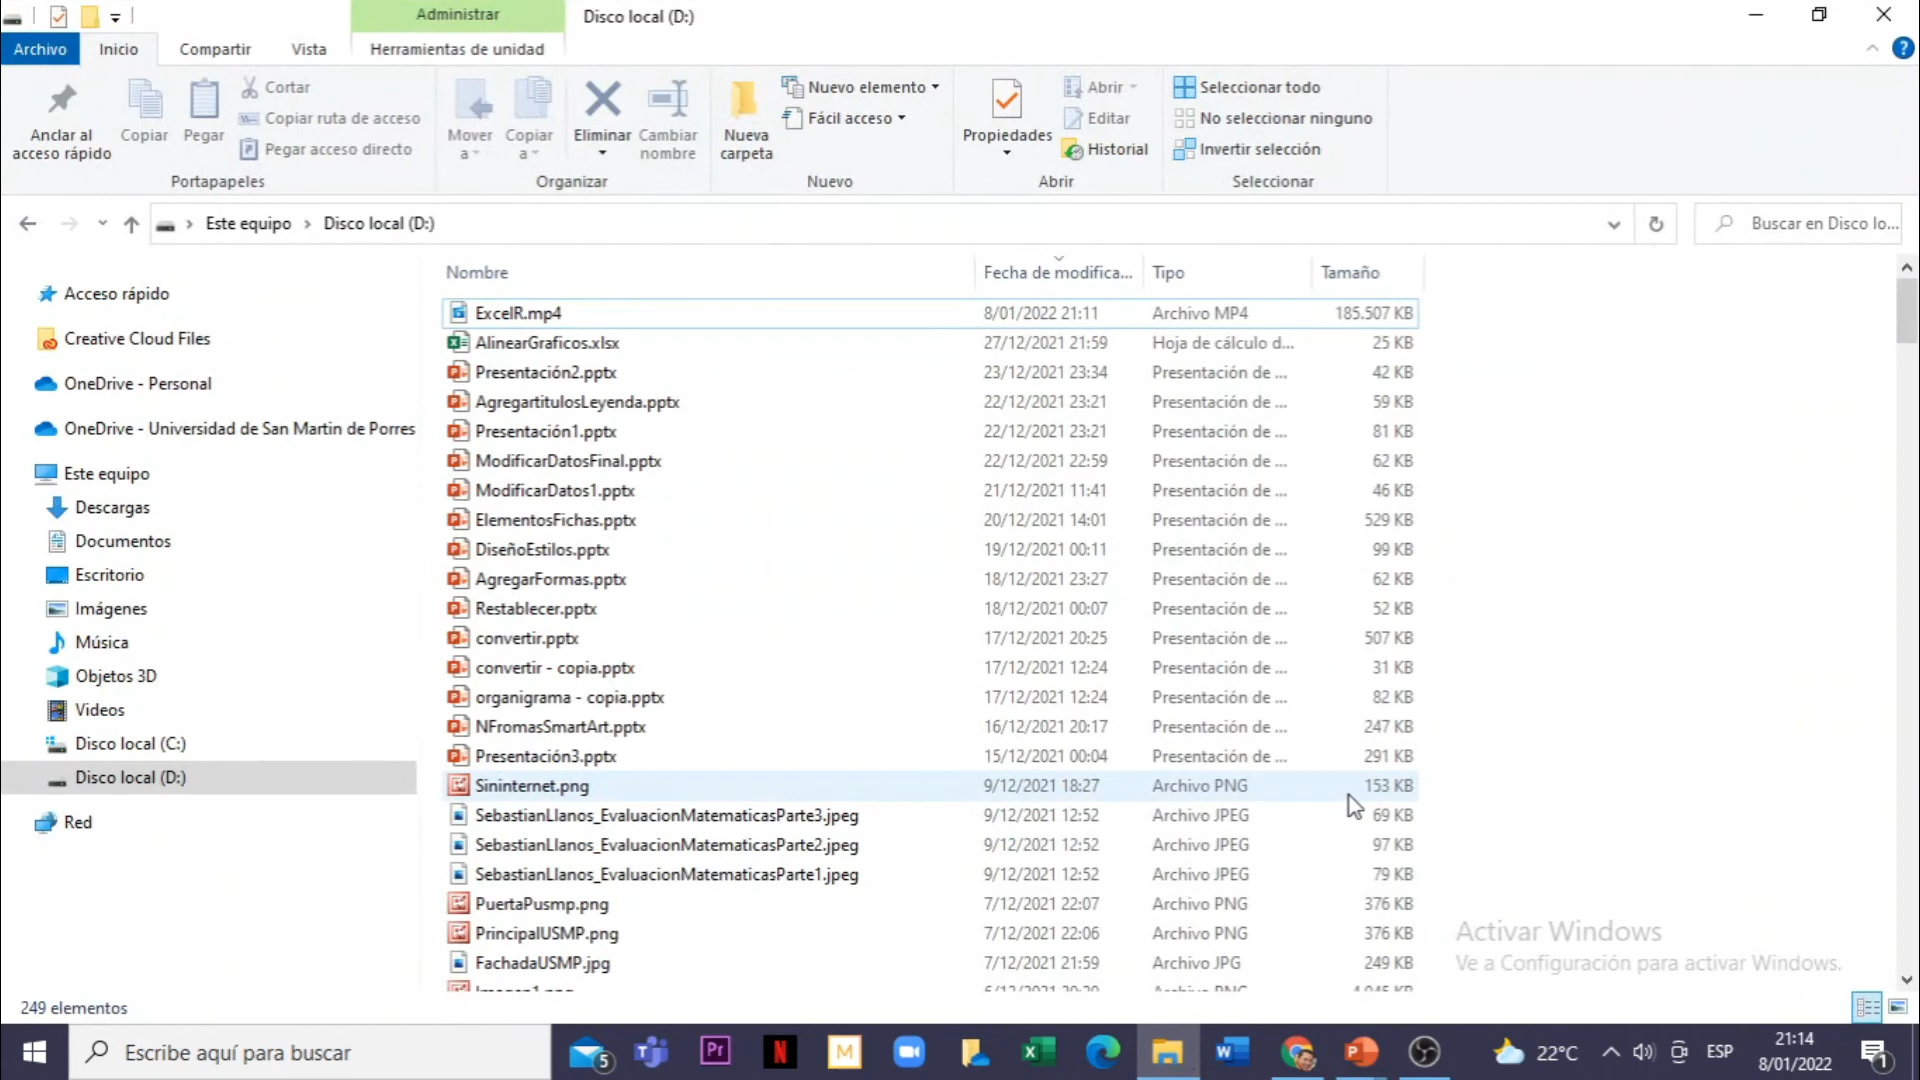 Administrar
Disco local (D:)
Archivo
Inicio
Compartir
Vista
Herramientas de unidad
Anclar al
acceso rápido
Copiar
Pegar
Cortar
Copiar ruta de acceso
Pegar acceso directo
Portapapeles
Mover
a
Copiar
a
Eliminar
Cambiar
nombre
Organizar
Nueva
carpeta
Nuevo elemento
Fácil acceso
Nuevo
Propiedades
Abrir
Editar
Historial
Abrir
Seleccionar todo
No seleccionar ninguno
Invertir selección
Seleccionar
Este equipo > Disco local (D:)
Buscar en Disco lo...
Acceso rápido
Creative Cloud Files
OneDrive - Personal
OneDrive - Universidad de San Martin de Porres
Este equipo
Descargas
Documentos
Escritorio
Imágenes
Música
Objetos 3D
Videos
Disco local (C:)
Disco local (D:)
Red
Nombre Fecha de modifica... Tipo Tamaño
ExcelR.mp4 8/01/2022 21:11 Archivo MP4 185.507 KB
AlinearGraficos.xlsx 27/12/2021 21:59 Hoja de cálculo d... 25 KB
Presentación2.pptx 23/12/2021 23:34 Presentación de ... 42 KB
AgregartitulosLeyenda.pptx 22/12/2021 23:21 Presentación de ... 59 KB
Presentación1.pptx 22/12/2021 23:21 Presentación de ... 81 KB
ModificarDatosFinal.pptx 22/12/2021 22:59 Presentación de ... 62 KB
ModificarDatos1.pptx 21/12/2021 11:41 Presentación de ... 46 KB
ElementosFichas.pptx 20/12/2021 14:01 Presentación de ... 529 KB
DiseñoEstilos.pptx 19/12/2021 00:11 Presentación de ... 99 KB
AgregarFormas.pptx 18/12/2021 23:27 Presentación de ... 62 KB
Restablecer.pptx 18/12/2021 00:07 Presentación de ... 52 KB
convertir.pptx 17/12/2021 20:25 Presentación de ... 507 KB
convertir - copia.pptx 17/12/2021 12:24 Presentación de ... 31 KB
organigrama - copia.pptx 17/12/2021 12:24 Presentación de ... 82 KB
NFromasSmartArt.pptx 16/12/2021 20:17 Presentación de ... 247 KB
Presentación3.pptx 15/12/2021 00:04 Presentación de ... 291 KB
Sininternet.png 9/12/2021 18:27 Archivo PNG 153 KB
SebastianLlanos_EvaluacionMatematicasParte3.jpeg 9/12/2021 12:52 Archivo JPEG 69 KB
SebastianLlanos_EvaluacionMatematicasParte2.jpeg 9/12/2021 12:52 Archivo JPEG 97 KB
SebastianLlanos_EvaluacionMatematicasParte1.jpeg 9/12/2021 12:52 Archivo JPEG 79 KB
PuertaPusmp.png 7/12/2021 22:07 Archivo PNG 376 KB
PrincipalUSMP.png 7/12/2021 22:06 Archivo PNG 376 KB
FachadaUSMP.jpg 7/12/2021 21:59 Archivo JPG 249 KB
Activar Windows
Ve a Configuración para activar Windows.
249 elementos
Escribe aquí para buscar
5
Pr
N
M
22°C
ESP
21:14
8/01/2022
1